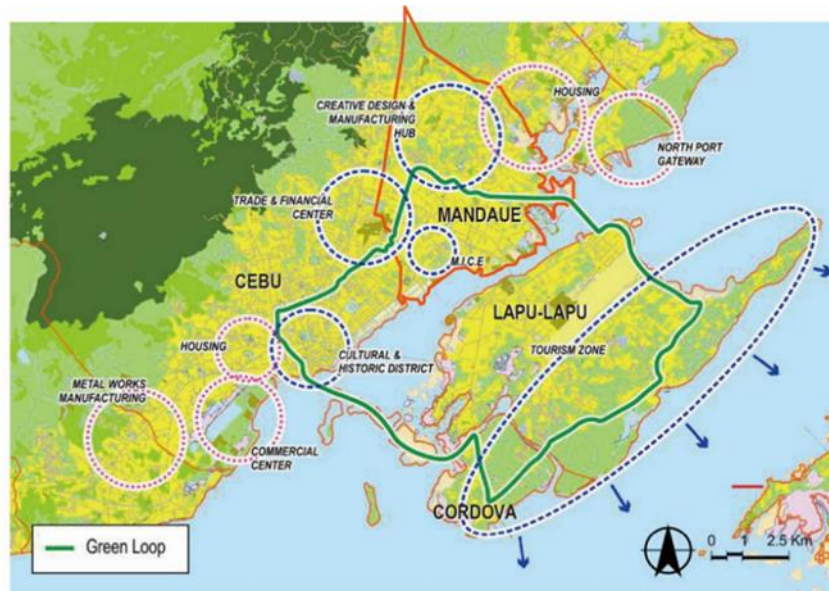 CREATIVE DESIGN &
MANUFACTURING
HUB
HOUSING
NORTH PORT
GATEWAY
TRADE & FINANCIAL
CENTER
MANDAUE
M.I.C.E
CEBU
LAPU-LAPU
HOUSING
CULTURAL &
HISTORIC DISTRICT
TOURISM ZONE
METAL WORKS
MANUFACTURING
COMMERCIAL
CENTER
CORDOVA
Green Loop
0 1 2.5 Km